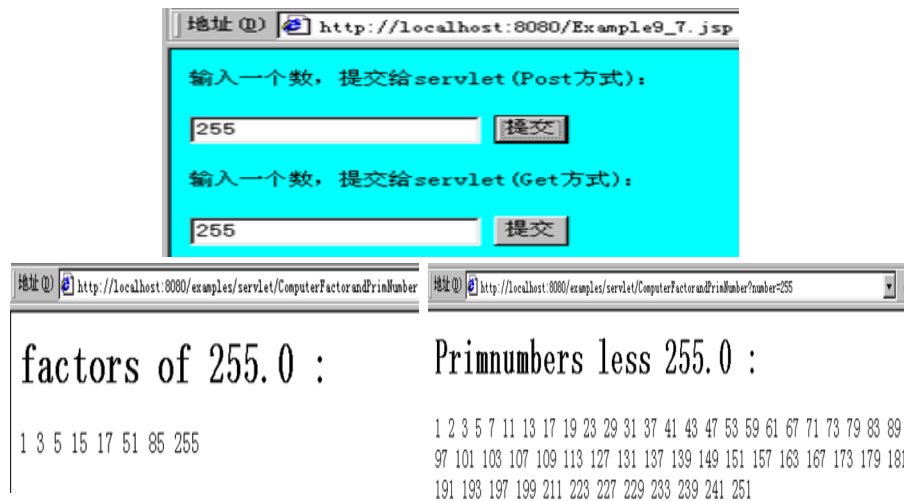 地址(D) http://localhost:8080/Example9_7.jsp
输入一个数，提交给servlet(Post方式)：
255 提交
输入一个数，提交给servlet(Get方式)：
255 提交
地址(D) http://localhost:8080/examples/servlet/ComputerFactorandPrimNumber
factors of 255.0 :
1 3 5 15 17 51 85 255
地址(D) http://localhost:8080/examples/servlet/ComputerFactorandPrimNumber?number=255
Primnumbers less 255.0 :
1 2 3 5 7 11 13 17 19 23 29 31 37 41 43 47 53 59 61 67 71 73 79 83 89
97 101 103 107 109 113 127 131 137 139 149 151 157 163 167 173 179 181
191 193 197 199 211 223 227 229 233 239 241 251